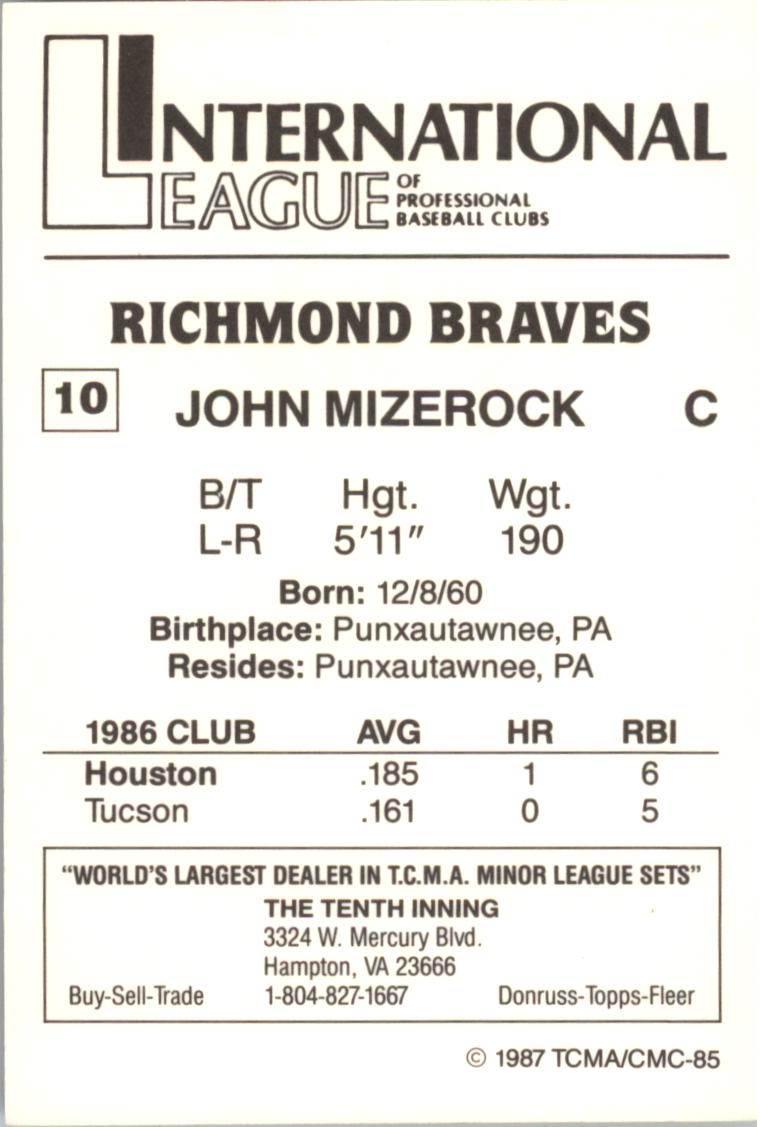 INTERNATIONAL
LEAGUE OF
PROFESSIONAL
BASEBALL CLUBS
RICHMOND BRAVES
10 JOHN MIZEROCK C
B/T Hgt. Wgt.
L-R 5'11" 190
Born: 12/8/60
Birthplace: Punxautawnee, PA
Resides: Punxautawnee, PA
1986 CLUB AVG HR RBI
Houston .185 1 6
Tucson .161 0 5
"WORLD'S LARGEST DEALER IN T.C.M.A. MINOR LEAGUE SETS"
THE TENTH INNING
3324 W. Mercury Blvd.
Hampton, VA 23666
Buy-Sell-Trade 1-804-827-1667 Donruss-Topps-Fleer
© 1987 TCMA/CMC-85